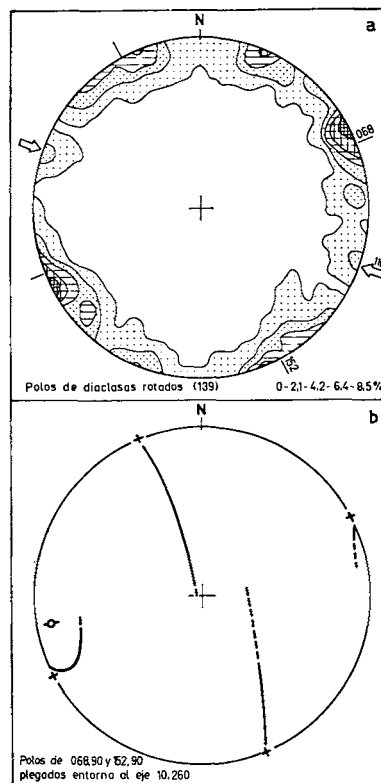 N
a
068
152
Polos de diaclasas rotados (139)
0-2,1-4.2-6.4-8.5%
N
b
Polos de 068,90 y 152,90
plegados entorno al eje 10,260